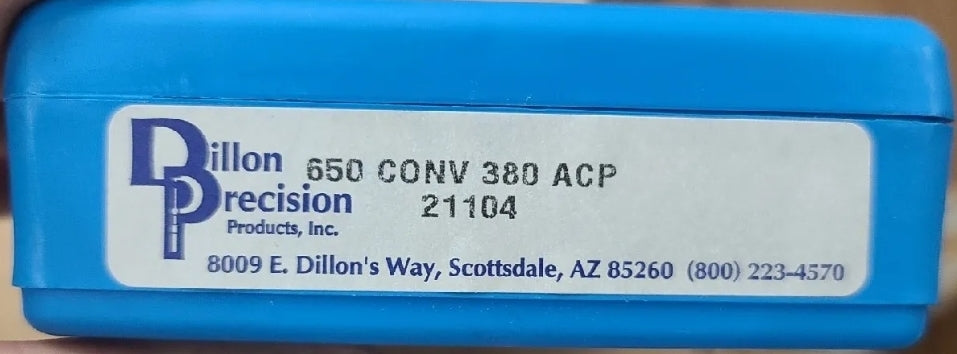 Dillon 650 CONV 380 ACP
Precision 21104
Products, Inc.
8009 E. Dillon's Way, Scottsdale, AZ 85260 (800) 223-4570